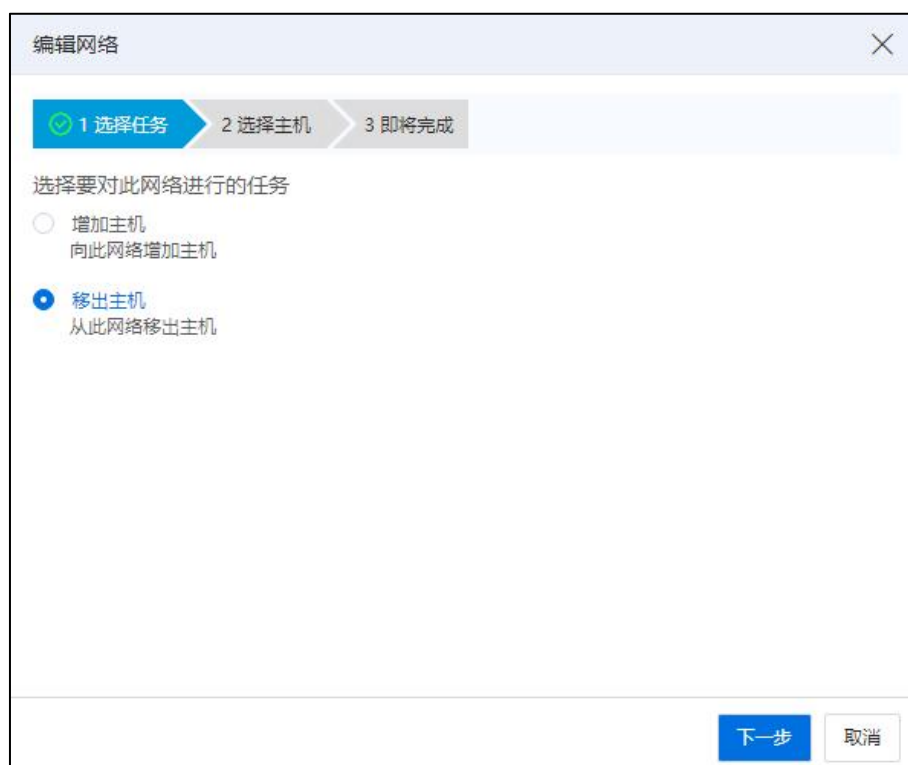 编辑网络
1 选择任务 2 选择主机 3 即将完成
选择要对此网络进行的任务
增加主机
向此网络增加主机
移出主机
从此网络移出主机
下一步 取消